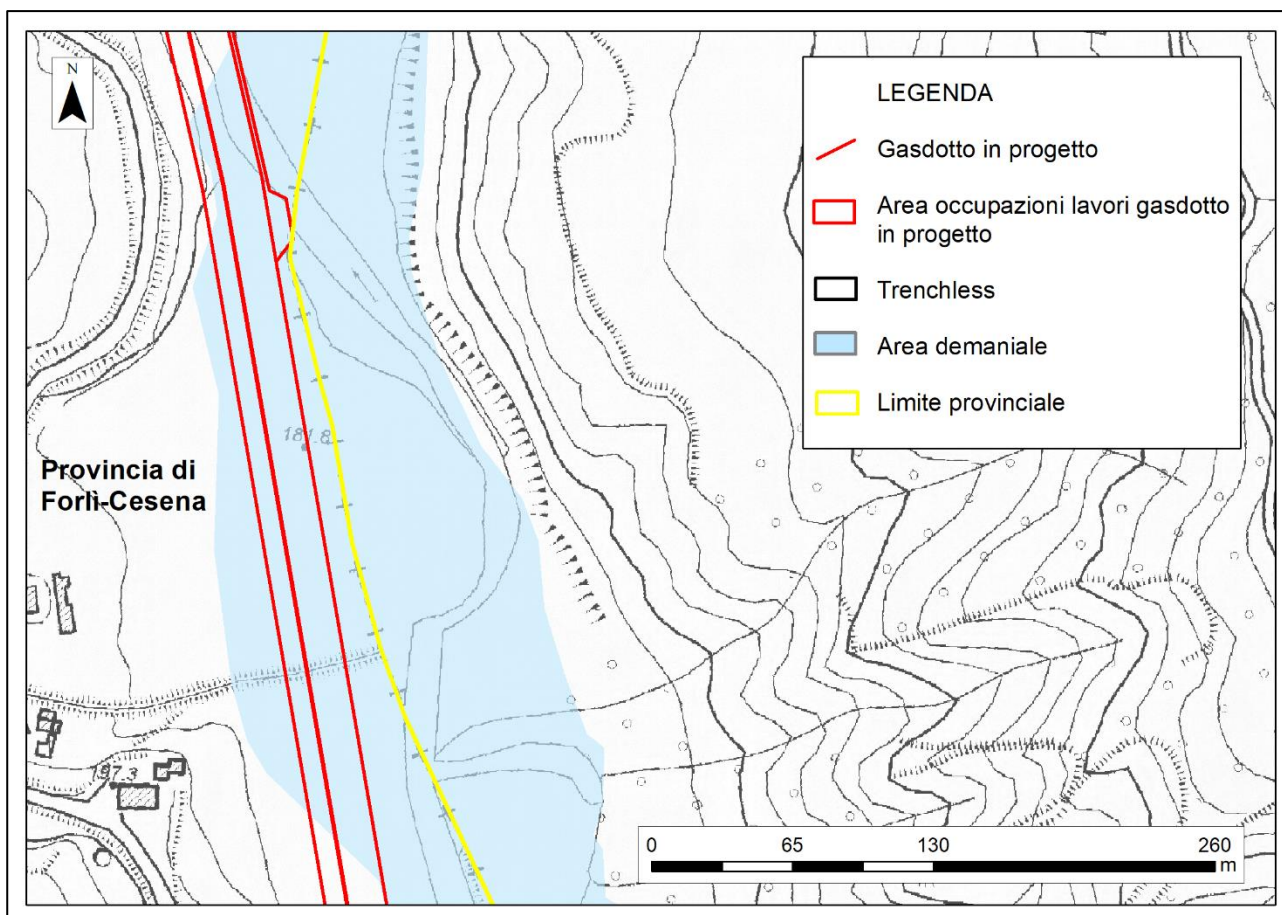 N
LEGENDA
Gasdotto in progetto
Area occupazioni lavori gasdotto
in progetto
Trenchless
Area demaniale
Limite provinciale
181.8
Provincia di
Forlì-Cesena
197.3
0 65 130 260
m